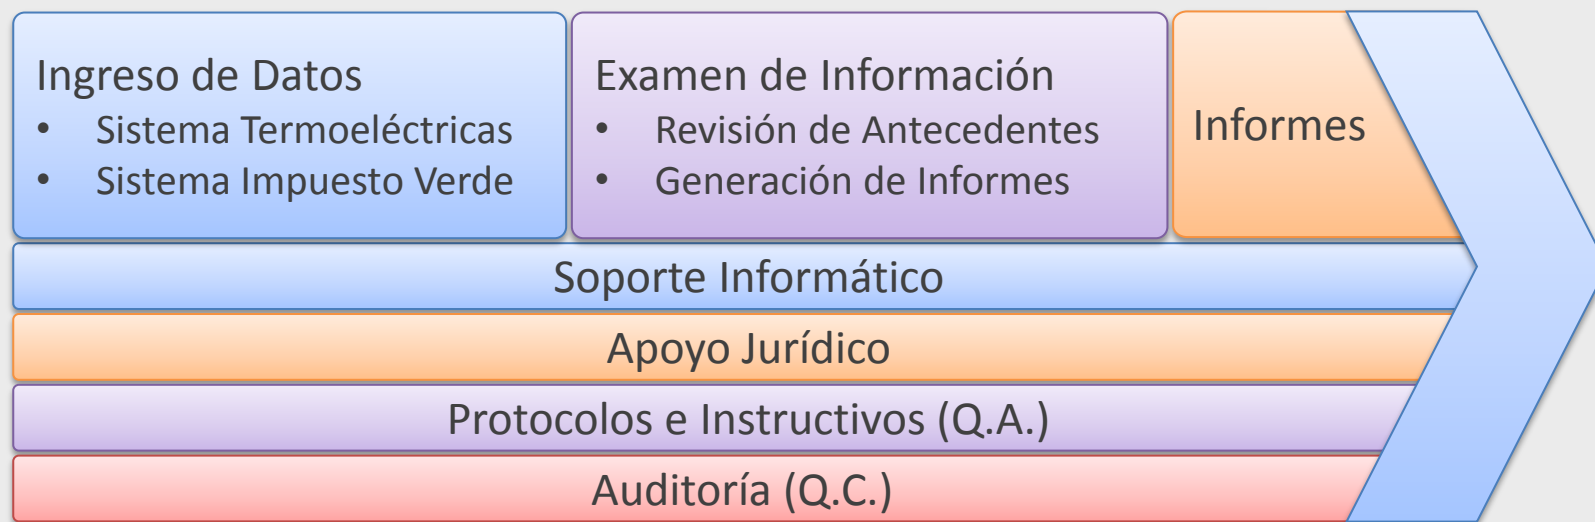 Ingreso de Datos
• Sistema Termoeléctricas
• Sistema Impuesto Verde
Examen de Información
• Revisión de Antecedentes
• Generación de Informes
Informes
Soporte Informático
Apoyo Jurídico
Protocolos e Instructivos (Q.A.)
Auditoría (Q.C.)